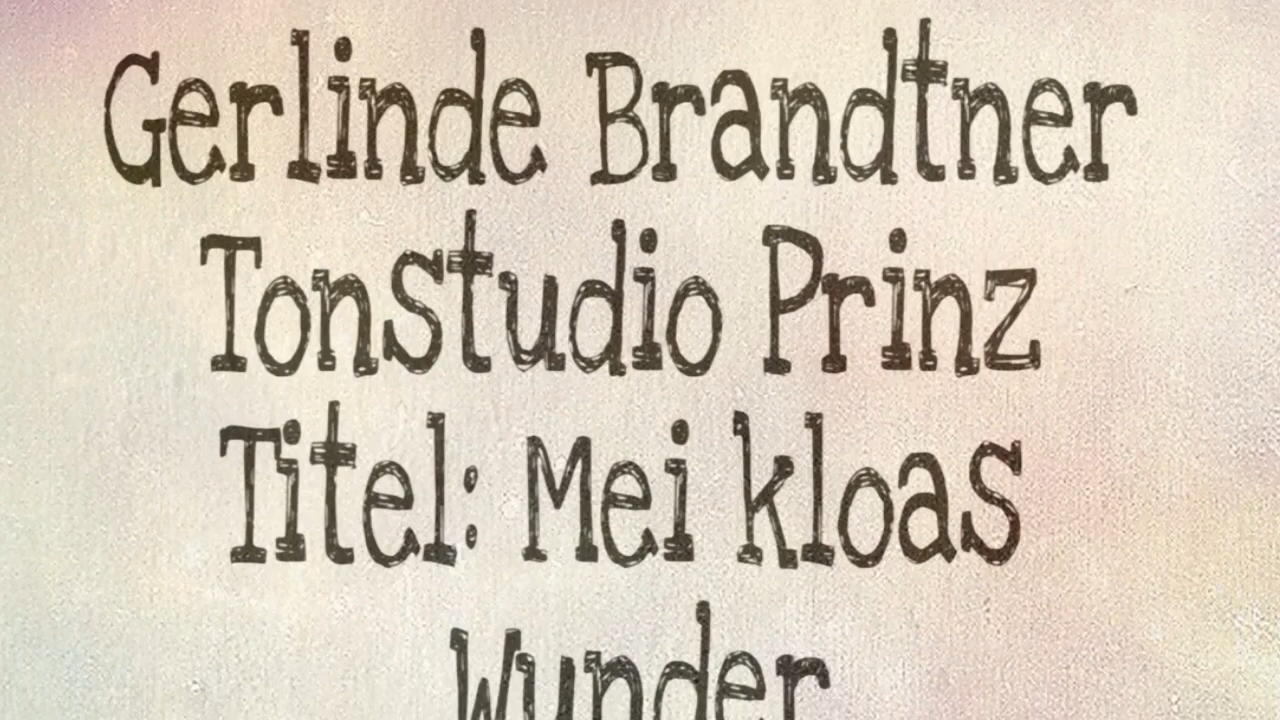 Gerlinde Brandtner
Tonstudio Prinz
Titel: Mei kloas
Wunder